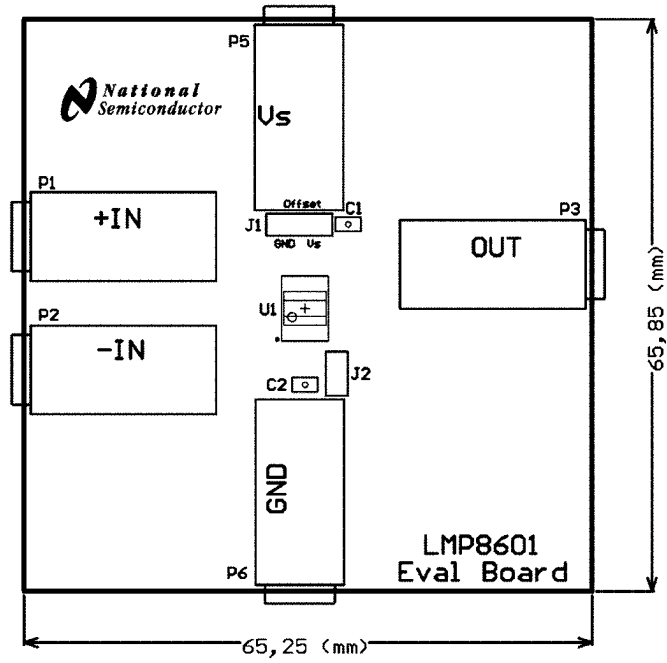 P5
National
Semiconductor
Vs
P1
+IN
Offset
J1
C1
GND Vs
P3
OUT
U1
P2
-IN
C2
J2
GND
P6
LMP8601
Eval Board
65,85 (mm)
65,25 (mm)